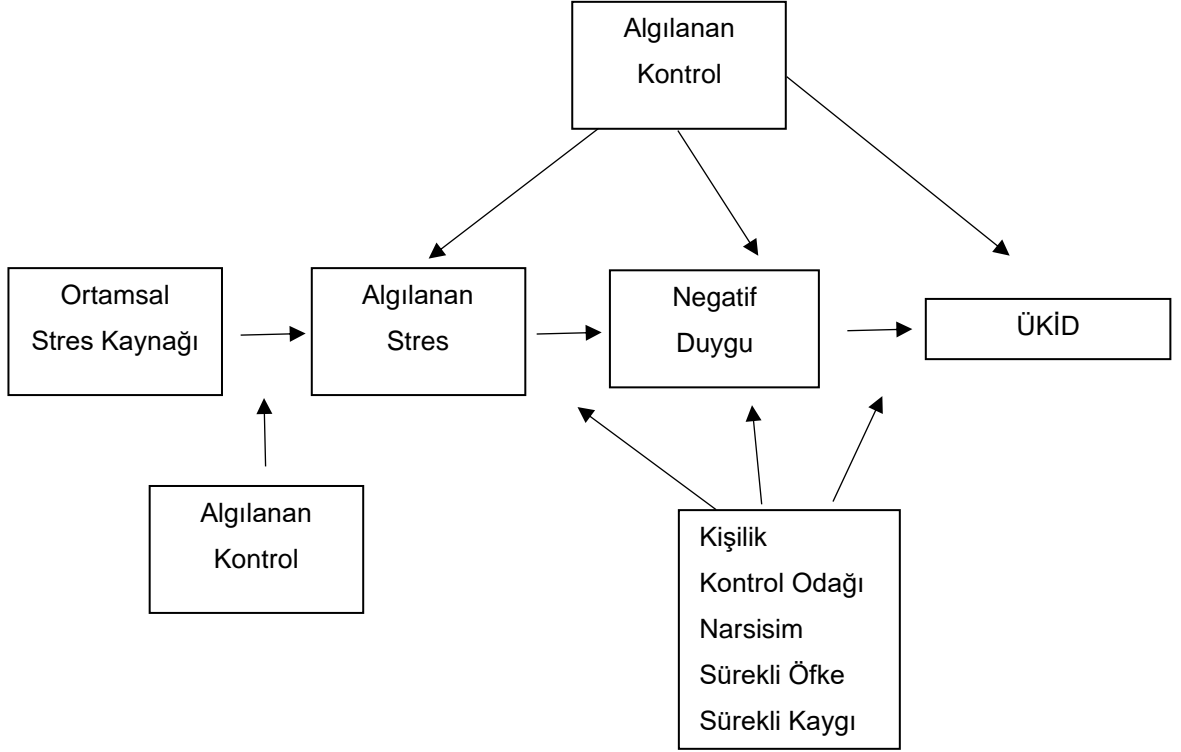 Algılanan
Kontrol
Ortamsal
Stres Kaynağı
Algılanan
Stres
Negatif
Duygu
ÜKİD
Algılanan
Kontrol
Kişilik
Kontrol Odağı
Narsisim
Sürekli Öfke
Sürekli Kaygı